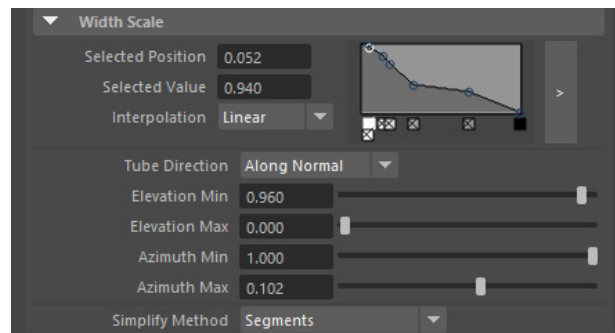 Width Scale
Selected Position 0.052
Selected Value 0.940
Interpolation Linear
>
Tube Direction Along Normal
Elevation Min 0.960
Elevation Max 0.000
Azimuth Min 1.000
Azimuth Max 0.102
Simplify Method Segments